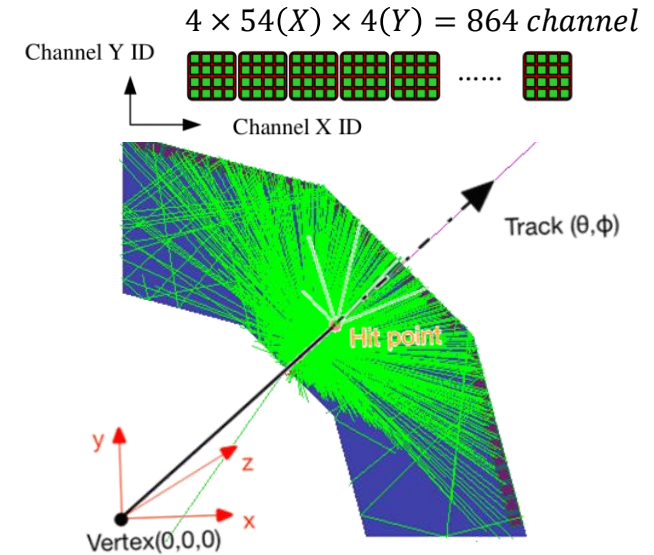 4 × 54(X) × 4(Y) = 864 channel
Channel Y ID
......
Channel X ID
Track (θ,ϕ)
Hit point
y
z
x
Vertex(0,0,0)